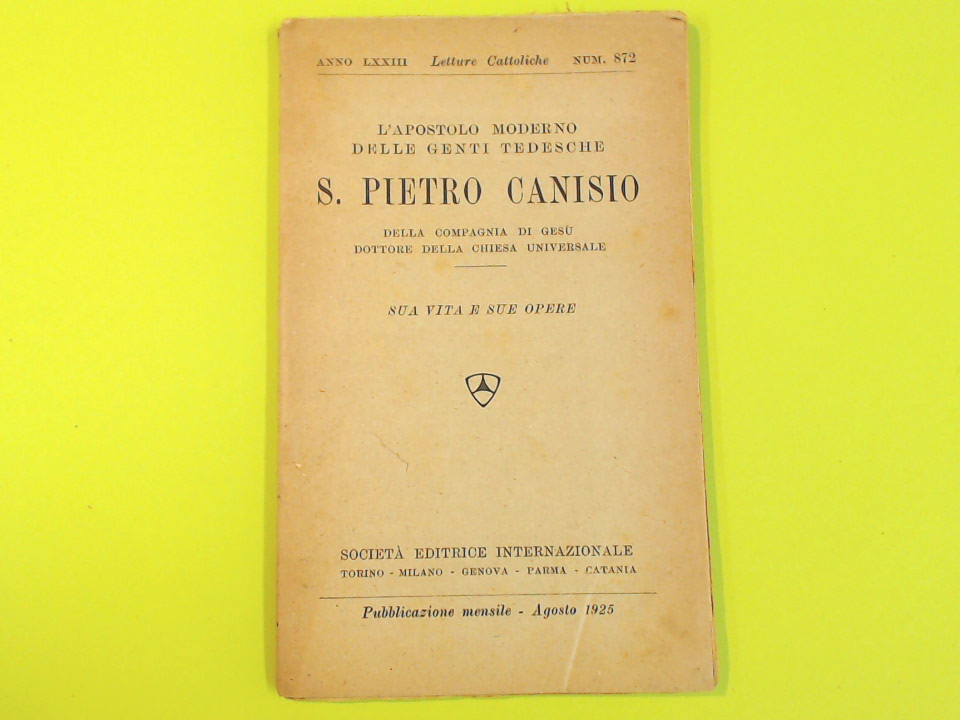 ANNO LXXIII Letture Cattoliche NUM. 872
L'APOSTOLO MODERNO
DELLE GENTI TEDESCHE
S. PIETRO CANISIO
DELLA COMPAGNIA DI GESÙ
DOTTORE DELLA CHIESA UNIVERSALE
SUA VITA E SUE OPERE
SOCIETÀ EDITRICE INTERNAZIONALE
TORINO - MILANO - GENOVA - PARMA - CATANIA
Pubblicazione mensile - Agosto 1925